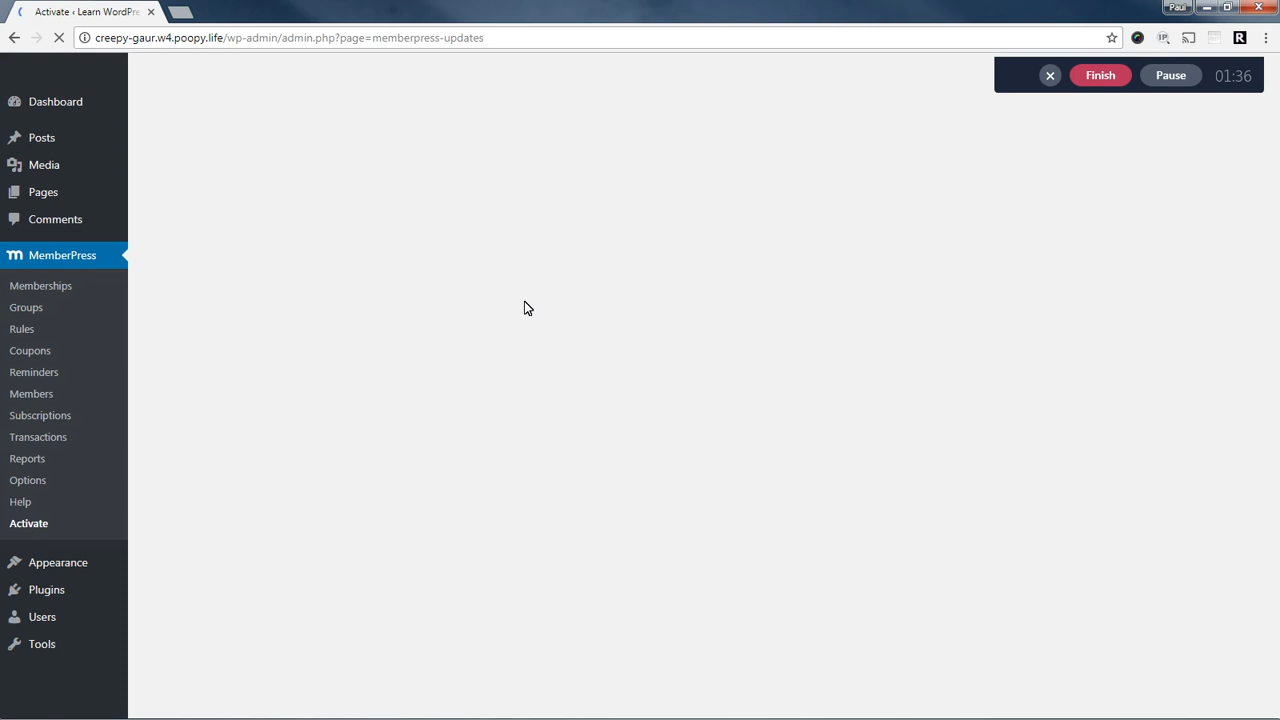 Activate ‹ Learn WordPre
Paul
creepy-gaur.w4.poopy.life/wp-admin/admin.php?page=memberpress-updates
Finish
Pause
01:36
Dashboard
Posts
Media
Pages
Comments
MemberPress
Memberships
Groups
Rules
Coupons
Reminders
Members
Subscriptions
Transactions
Reports
Options
Help
Activate
Appearance
Plugins
Users
Tools